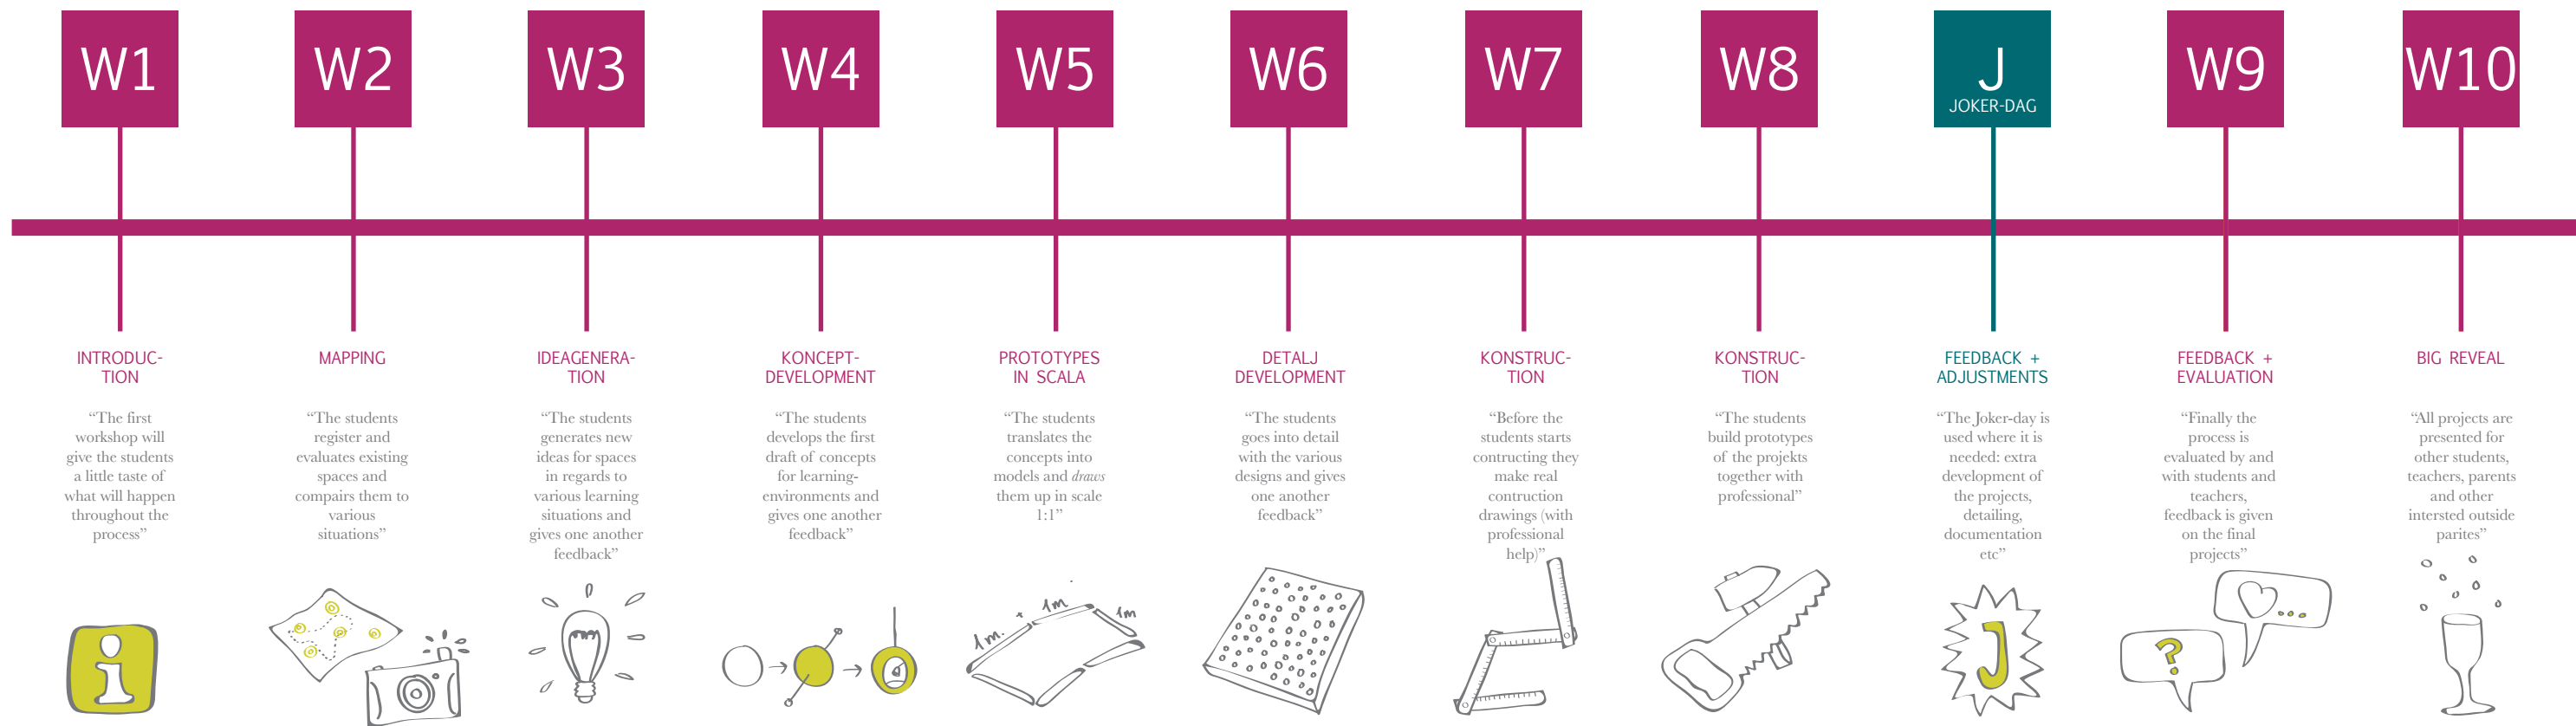 W1
INTRODUC-
TION
“The first
workshop will
give the students
a little taste of
what will happen
throughout the
process”
W2
MAPPING
“The students
register and
evaluates existing
spaces and
compairs them to
various
situations”
W3
IDEAGENERA-
TION
“The students
generates new
ideas for spaces
in regards to
various learning
situations and
gives one another
feedback”
W4
KONCEPT-
DEVELOPMENT
“The students
develops the first
draft of concepts
for learning-
environments and
gives one another
feedback”
W5
PROTOTYPES
IN SCALA
“The students
translates the
concepts into
models and draws
them up in scale
1:1”
1m.
1m
1m
W6
DETALJ
DEVELOPMENT
“The students
goes into detail
with the various
designs and gives
one another
feedback”
W7
KONSTRUC-
TION
“Before the
students starts
contructing they
make real
contruction
drawings (with
professional
help)”
W8
KONSTRUC-
TION
“The students
build prototypes
of the projekts
together with
professional”
J
JOKER-DAG
FEEDBACK +
ADJUSTMENTS
“The Joker-day is
used where it is
needed: extra
development of
the projects,
detailing,
documentation
etc”
J
W9
FEEDBACK +
EVALUATION
“Finally the
process is
evaluated by and
with students and
teachers,
feedback is given
on the final
projects”
?
W10
BIG REVEAL
“All projects are
presented for
other students,
teachers, parents
and other
intersted outside
parites”
i